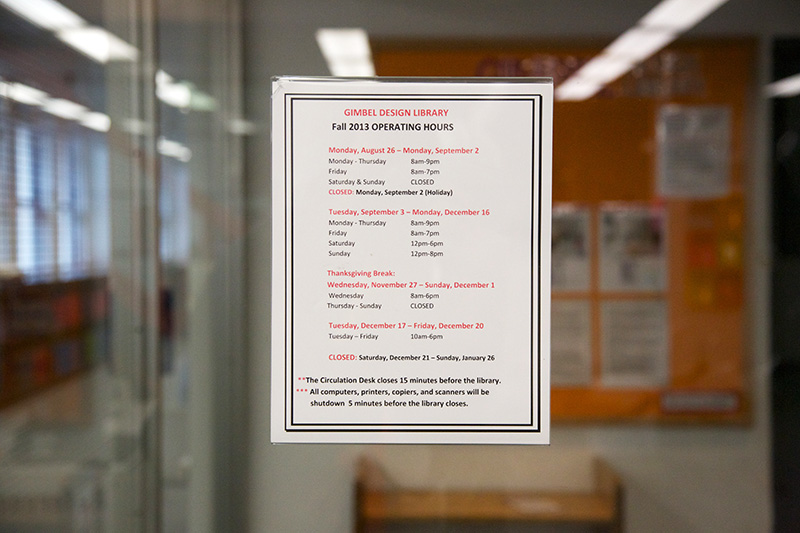 GIMBEL DESIGN LIBRARY
Fall 2013 OPERATING HOURS
Monday, August 26 – Monday, September 2
Monday - Thursday 8am-9pm
Friday 8am-7pm
Saturday & Sunday CLOSED
CLOSED: Monday, September 2 (Holiday)
Tuesday, September 3 – Monday, December 16
Monday - Thursday 8am-9pm
Friday 8am-7pm
Saturday 12pm-6pm
Sunday 12pm-8pm
Thanksgiving Break:
Wednesday, November 27 – Sunday, December 1
Wednesday 8am-6pm
Thursday - Sunday CLOSED
Tuesday, December 17 – Friday, December 20
Tuesday – Friday 10am-6pm
CLOSED: Saturday, December 21 – Sunday, January 26
**The Circulation Desk closes 15 minutes before the library.
*** All computers, printers, copiers, and scanners will be
shutdown 5 minutes before the library closes.